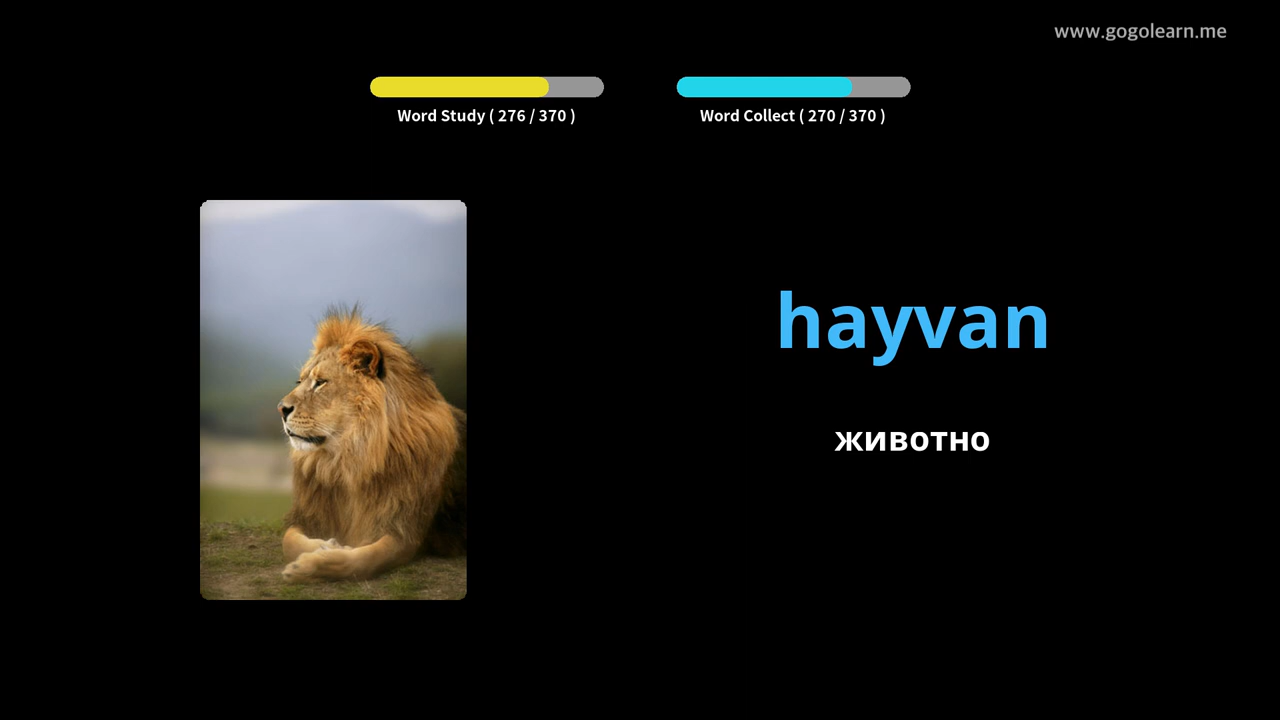 www.gogolearn.me
Word Study ( 276 / 370 )
Word Collect ( 270 / 370 )
hayvan
животно